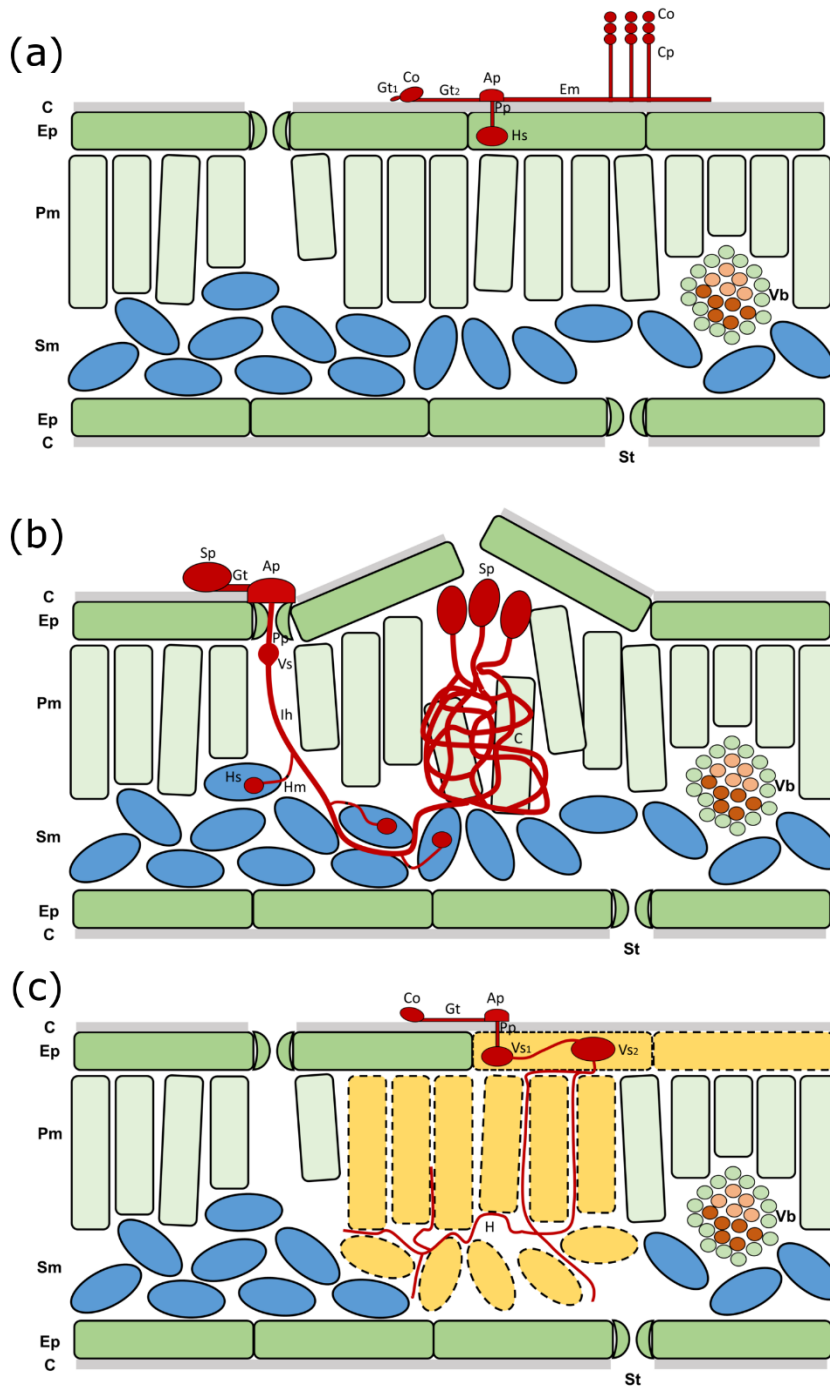 (a)
Co
Cp
Gt1 Co Gt2 Ap Em
C
Pp
Ep
Hs
Pm
Vb
Sm
Ep
C
St
(b)
Sp
Gt
Ap
Sp
C
Ep
Pp
Vs
Pm
Ih
C
Hs
Hm
Vb
Sm
Ep
C
St
(c)
Co Gt Ap
C
Pp
Ep
Vs1 Vs2
Pm
Vb
H
Sm
Ep
C
St